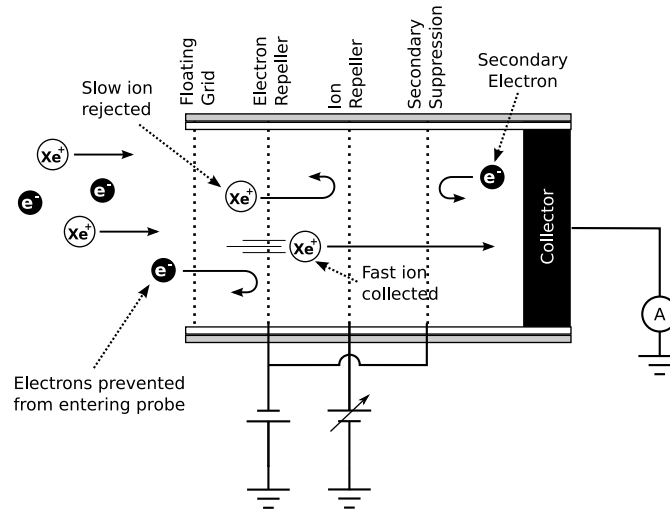 Floating
Grid
Electron
Repeller
Ion
Repeller
Secondary
Suppression
Secondary
Electron
Slow ion
rejected
Xe+
e-
e-
Xe+
Xe+
e-
Xe+
e-
Fast ion
collected
Collector
A
Electrons prevented
from entering probe